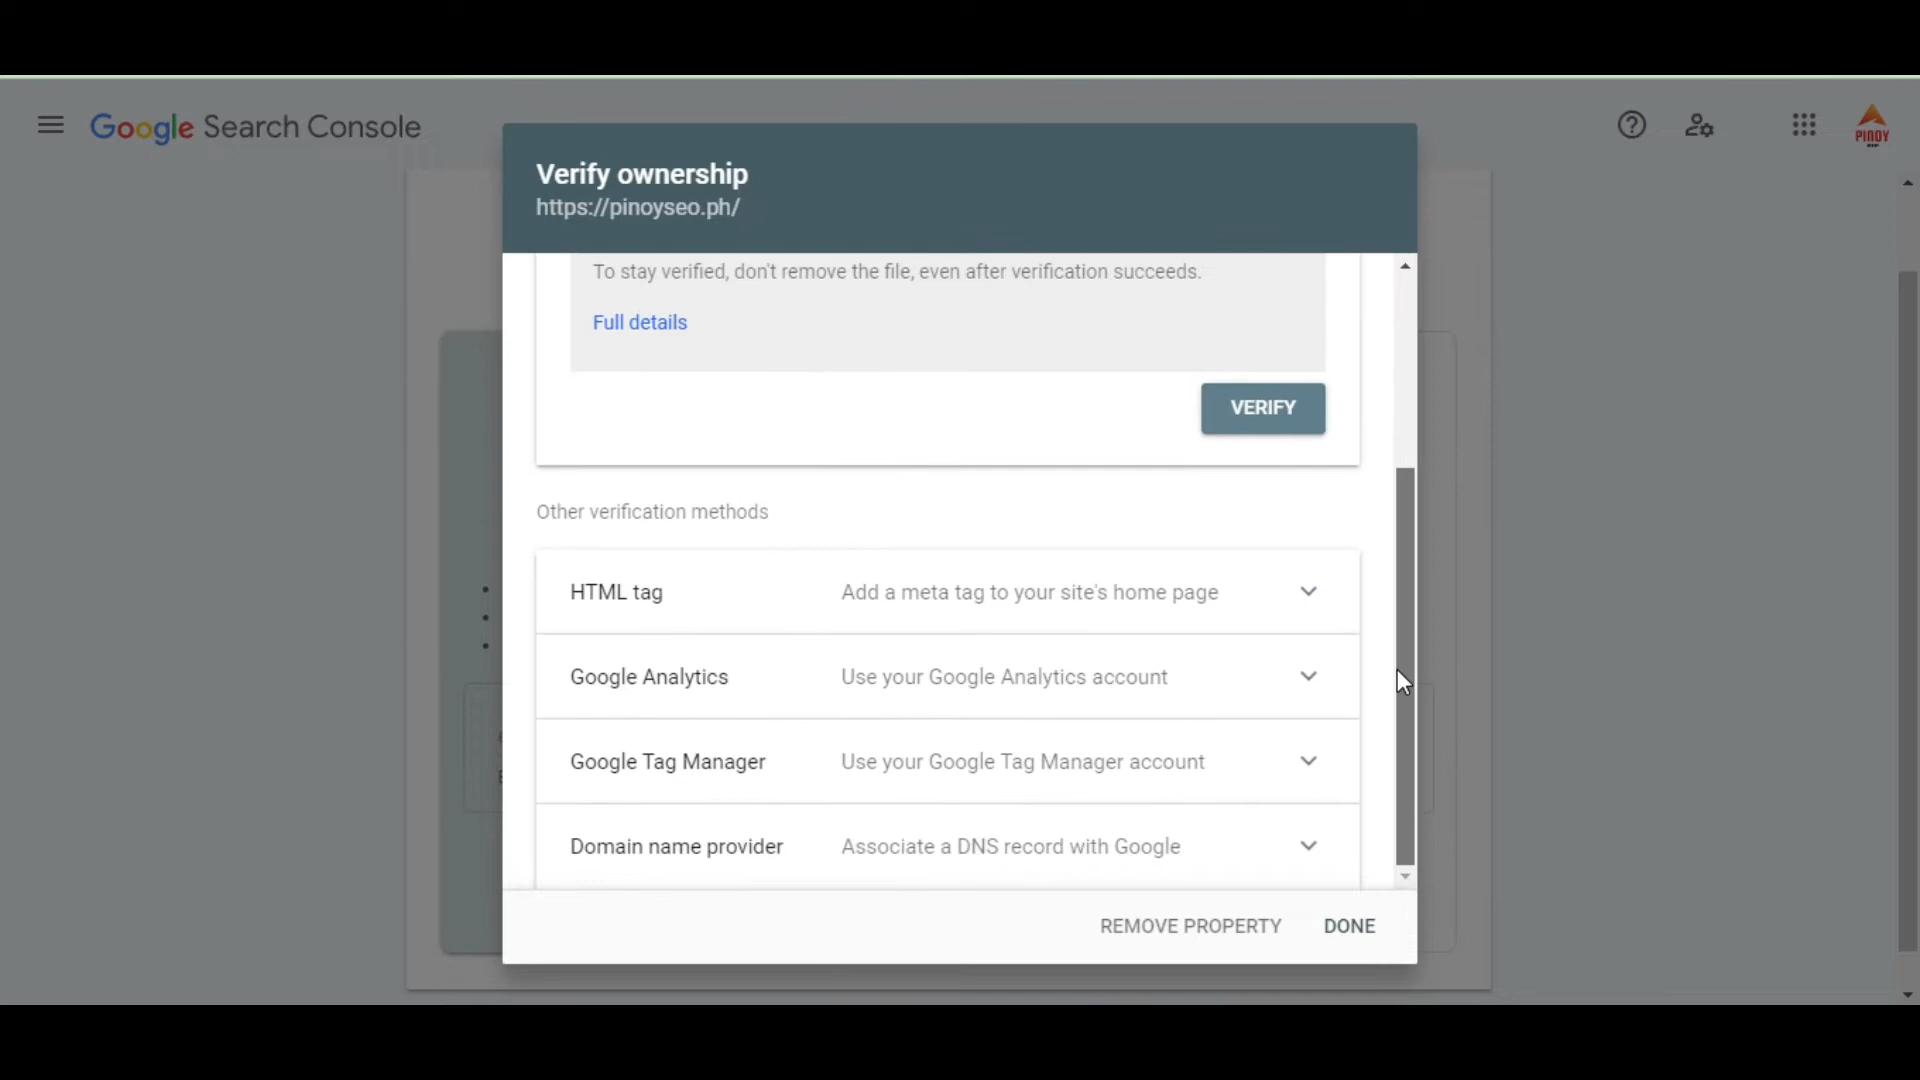 Google Search Console
PINOY
Verify ownership
https://pinoyseo.ph/
To stay verified, don't remove the file, even after verification succeeds.
Full details
VERIFY
Other verification methods
HTML tag Add a meta tag to your site's home page
Google Analytics Use your Google Analytics account
Google Tag Manager Use your Google Tag Manager account
Domain name provider Associate a DNS record with Google
REMOVE PROPERTY DONE